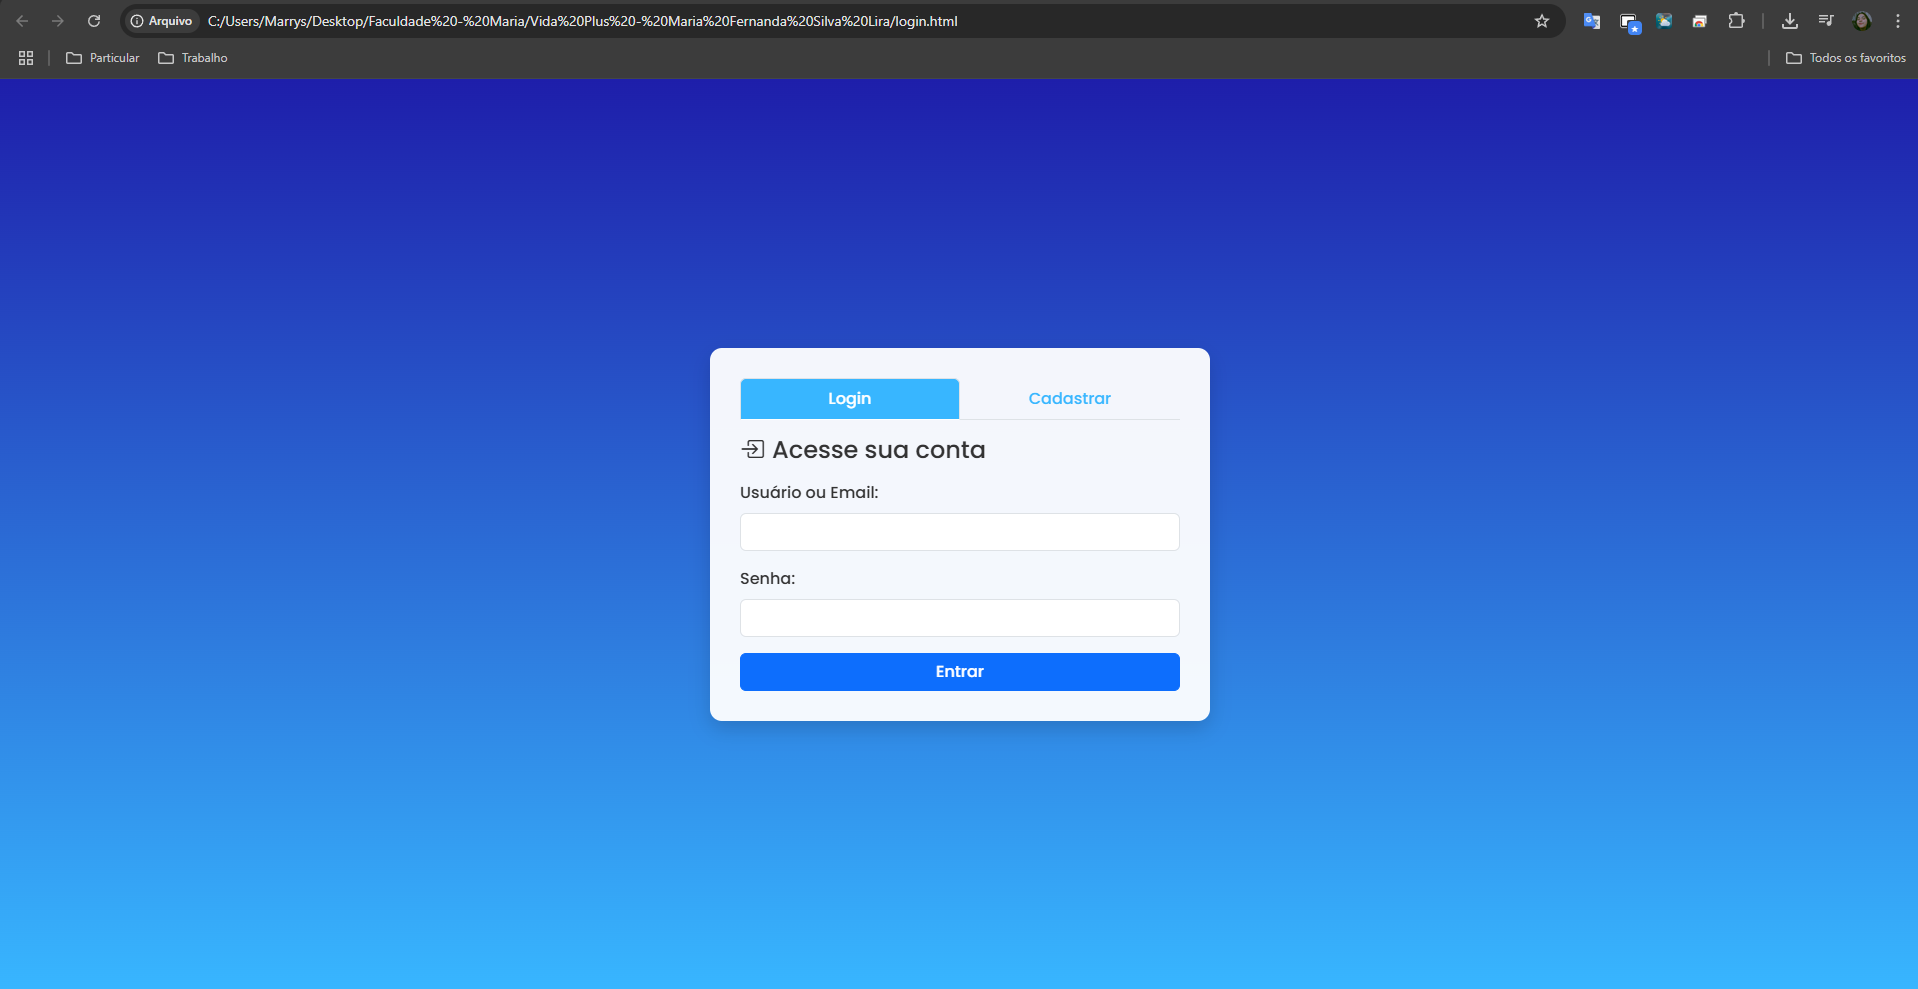 Arquivo
C:/Users/Marrys/Desktop/Faculdade%20-%20Maria/Vida%20Plus%20-%20Maria%20Fernanda%20Silva%20Lira/login.html
Particular
Trabalho
Todos os favoritos
Login
Cadastrar
Acesse sua conta
Usuário ou Email:
Senha:
Entrar